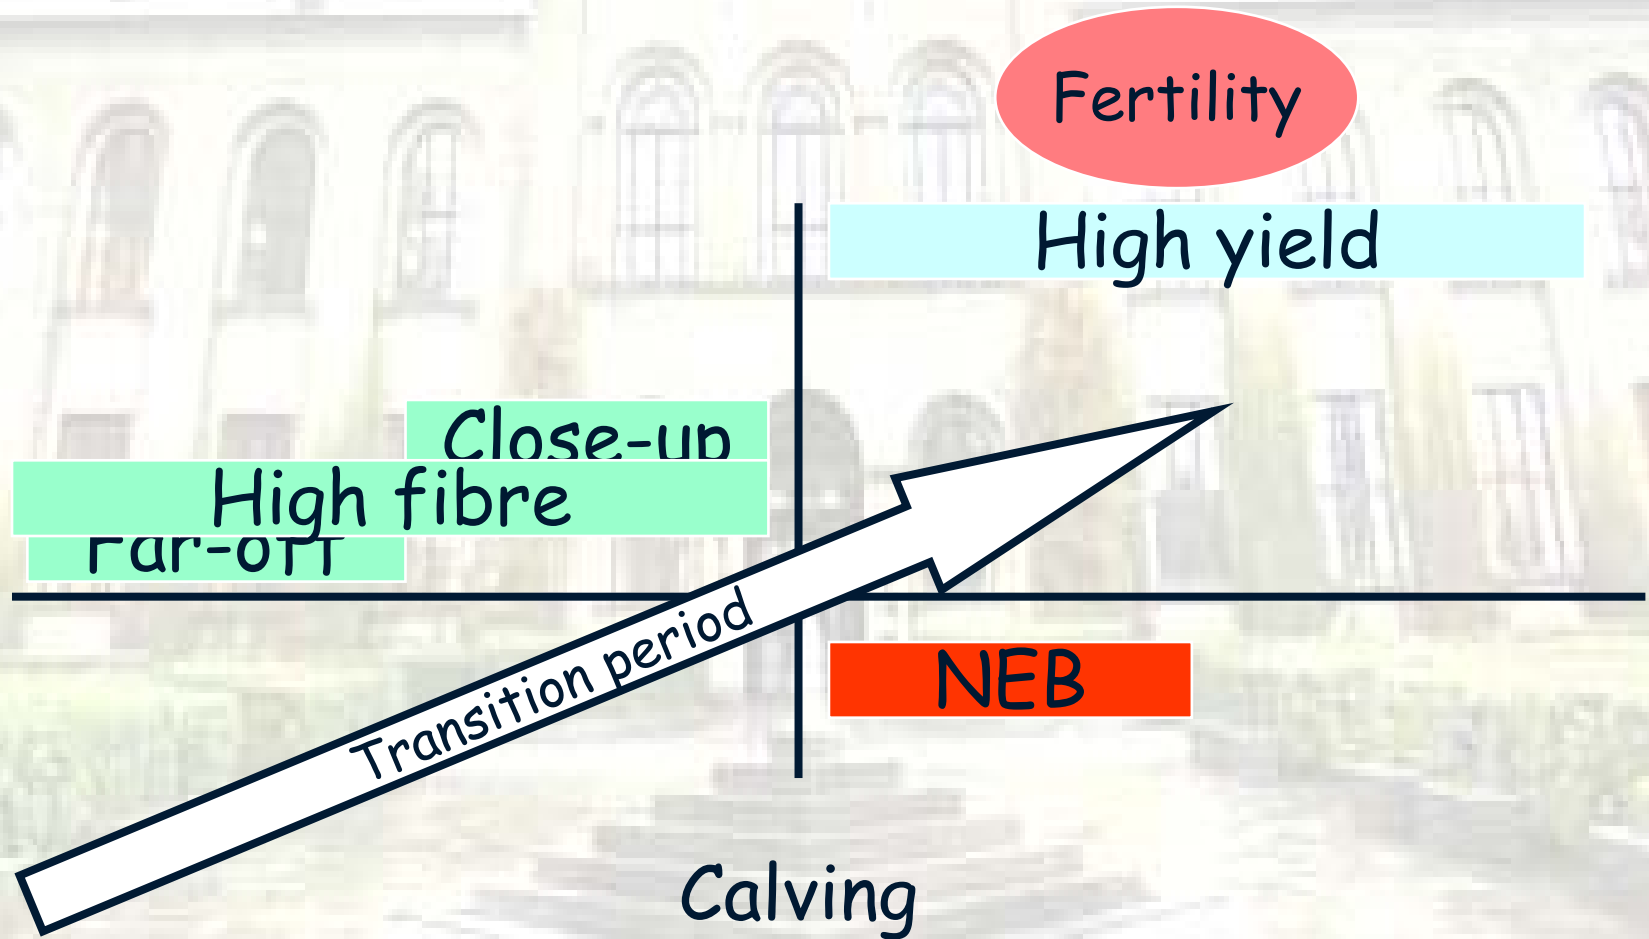 Fertility
High yield
Close-up
High fibre
Far-off
Transition period
NEB
Calving